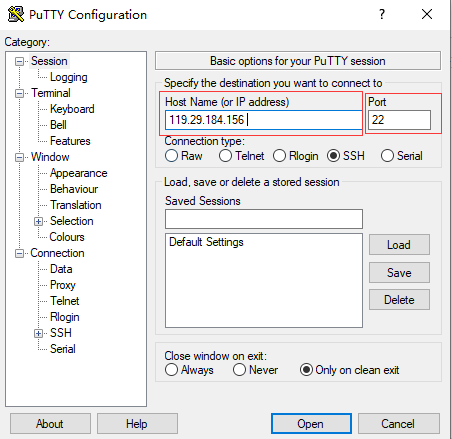 PuTTY Configuration
?
Category:
Session
Logging
Terminal
Keyboard
Bell
Features
Window
Appearance
Behaviour
Translation
Selection
Colours
Connection
Data
Proxy
Telnet
Rlogin
SSH
Serial
Basic options for your PuTTY session
Specify the destination you want to connect to
Host Name (or IP address) Port
119.29.184.156 22
Connection type:
Raw Telnet Rlogin SSH Serial
Load, save or delete a stored session
Saved Sessions
Default Settings
Load
Save
Delete
Close window on exit:
Always Never Only on clean exit
About Help Open Cancel